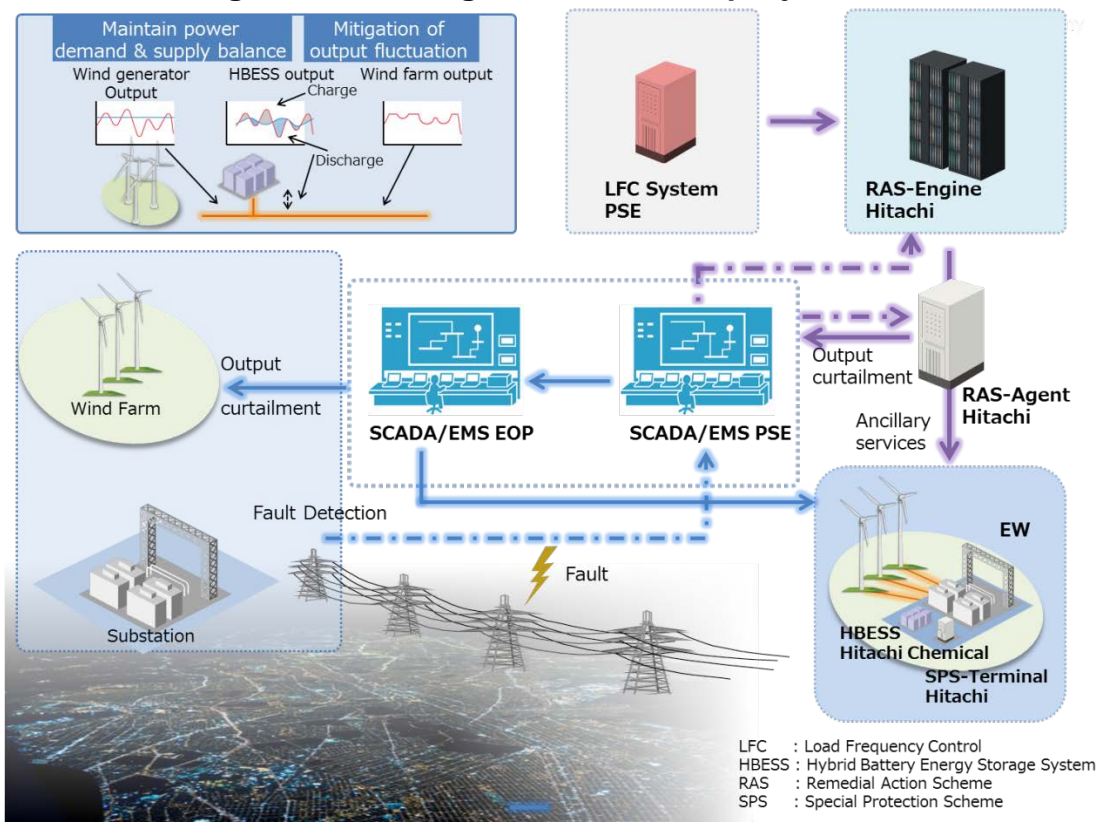 Maintain power
demand & supply balance
Mitigation of
output fluctuation
Wind generator
Output
HBESS output
Charge
Wind farm output
Discharge
LFC System
PSE
RAS-Engine
Hitachi
Output
curtailment
Wind Farm
SCADA/EMS EOP
SCADA/EMS PSE
Output
curtailment
RAS-Agent
Hitachi
Ancillary
services
Fault Detection
Fault
Substation
EW
HBESS
Hitachi Chemical
SPS-Terminal
Hitachi
LFC : Load Frequency Control
HBESS : Hybrid Battery Energy Storage System
RAS : Remedial Action Scheme
SPS : Special Protection Scheme